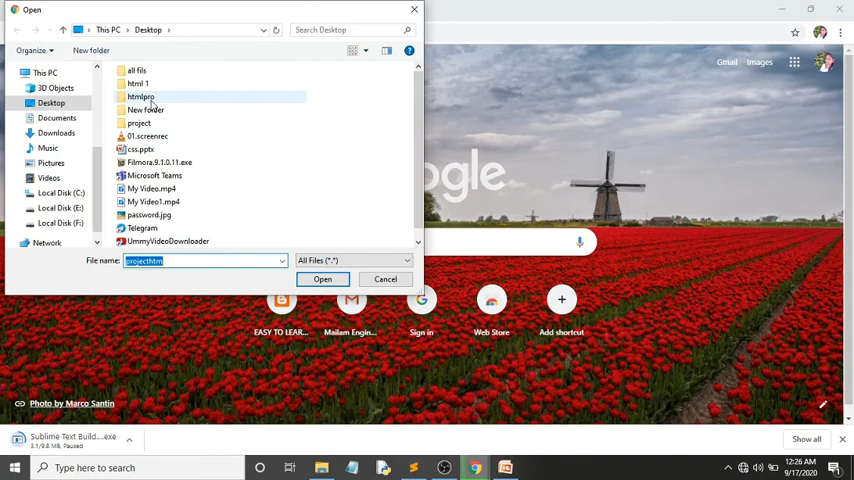 Open
This PC
Desktop
Search Desktop
Organize
New folder
This PC
3D Objects
Desktop
Documents
Downloads
Music
Pictures
Videos
Local Disk (C:)
Local Disk (E:)
Local Disk (F:)
Network
all fils
html 1
htmlpro
New folder
project
01.screenrec
css.pptx
Filmora.9.1.0.11.exe
Microsoft Teams
My Video.mp4
My Video1.mp4
password.jpg
Telegram
UmmyVideoDownloader
File name:
projecthtm
All Files (*.*)
Open
Cancel
Gmail
Images
ogle
EASY TO LEAR...
Mailam Engin...
Sign in
Web Store
Add shortcut
Photo by Marco Santin
Sublime Text Build....exe
3.1/9.8 MB, Paused
Show all
Type here to search
12:26 AM
9/17/2020